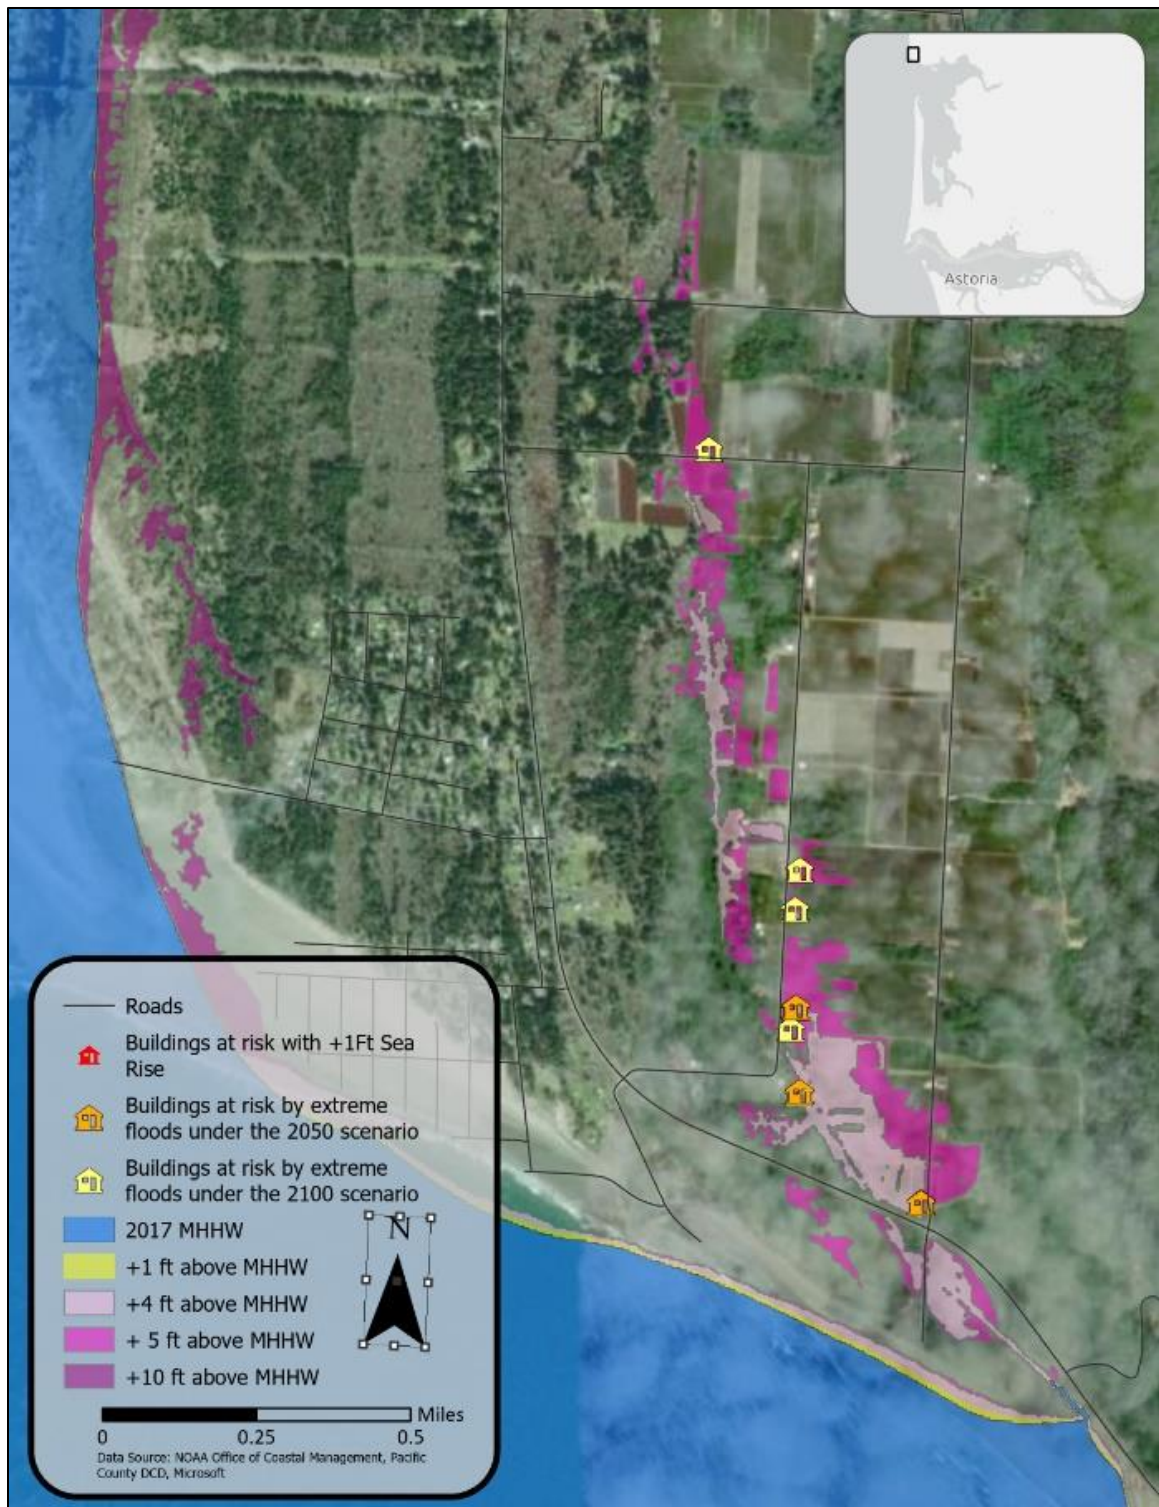 Astoria
Roads
Buildings at risk with +1Ft Sea
Rise
Buildings at risk by extreme
floods under the 2050 scenario
Buildings at risk by extreme
floods under the 2100 scenario
2017 MHHW
N
+1 ft above MHHW
+4 ft above MHHW
+ 5 ft above MHHW
+10 ft above MHHW
Miles
0 0.25 0.5
Data Source: NOAA Office of Coastal Management, Pacific
County DCD, Microsoft